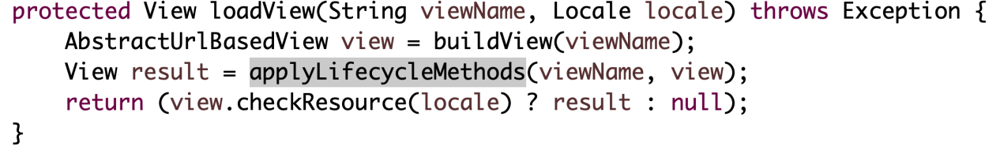 protected View loadView(String viewName, Locale locale) throws Exception {
    AbstractUrlBasedView view = buildView(viewName);
    View result = applyLifecycleMethods(viewName, view);
    return (view.checkResource(locale) ? result : null);
}